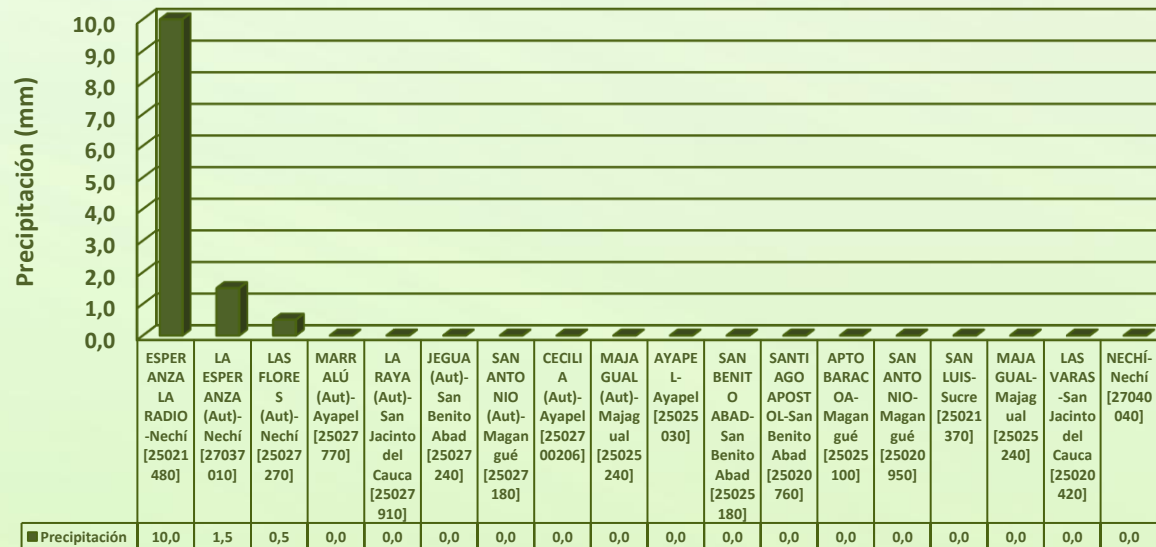 Precipitación (mm)
10,0
9,0
8,0
7,0
6,0
5,0
4,0
3,0
2,0
1,0
0,0
ESPER
ANZA
LA
RADIO
-Nechí
[25021
480]
LA
ESPER
ANZA
(Aut)-
Nechí
[27037
010]
LAS
FLORE
S
(Aut)-
Nechí
[25027
270]
MARR
ALÚ
(Aut)-
Ayapel
[25027
770]
LA
RAYA
(Aut)-
San
Jacinto
del
Cauca
[25027
910]
JEGUA
(Aut)-
San
Benito
Abad
[25027
240]
SAN
ANTO
NIO
(Aut)-
Magan
gué
[25027
180]
CECILI
A
(Aut)-
Ayapel
[25027
00206]
MAJA
GUAL
(Aut)-
Majag
ual
[25025
240]
AYAPE
L-
Ayapel
[25025
030]
SAN
BENIT
O
ABAD-
San
Benito
Abad
[25025
180]
SANTI
AGO
APOST
OL-San
Benito
Abad
[25020
760]
APTO
BARAC
OA-
Magan
gué
[25025
100]
SAN
ANTO
NIO-
Magan
gué
[25020
950]
SAN
LUIS-
Sucre
[25021
370]
MAJA
GUAL-
Majag
ual
[25025
240]
LAS
VARAS
-San
Jacinto
del
Cauca
[25020
420]
NECHÍ-
Nechí
[27040
040]
Precipitación 10,0 1,5 0,5 0,0 0,0 0,0 0,0 0,0 0,0 0,0 0,0 0,0 0,0 0,0 0,0 0,0 0,0 0,0